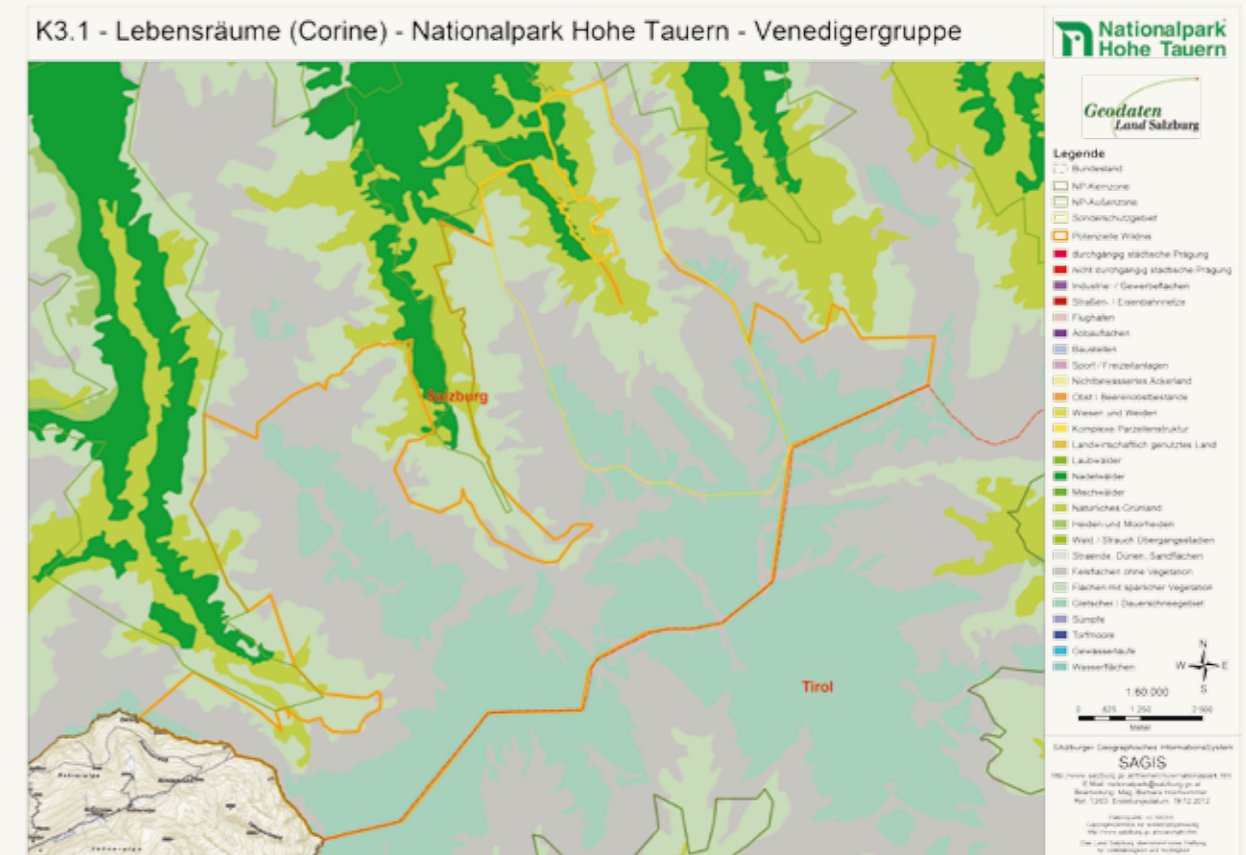 K3.1 - Lebensräume (Corine) - Nationalpark Hohe Tauern - Venedigergruppe
Nationalpark
Hohe Tauern
Geodaten
Land Salzburg
Legende
Bundesland
NP-Kernzone
NP-Außenzone
Sonderschutzgebiet
Potenzielle Wildnis
durchgängig städtische Prägung
nicht durchgängig städtische Prägung
Industrie- / Gewerbeflächen
Straßen- / Eisenbahnnetze
Flughäfen
Abbauflächen
Baustellen
Sport / Freizeitanlagen
Nichtbewässertes Ackerland
Obst / Beerenobstbestände
Wiesen und Weiden
Komplexe Parzellenstruktur
Landwirtschaftlich genutztes Land
Laubwälder
Nadelwälder
Mischwälder
Natürliches Grünland
Heiden und Moorheiden
Wald / Strauch Übergangsstadien
Straende, Dünen, Sandflächen
Felsflächen ohne Vegetation
Flächen mit spärlicher Vegetation
Gletscher / Dauerschneegebiet
Sümpfe
Torfmoore
Gewässerläufe
Wasserflächen
N
W E
S
1:60.000
0 625 1.250 2.500
Meter
Salzburger Geographisches Informationssystem
SAGIS
Salzburg
Tirol